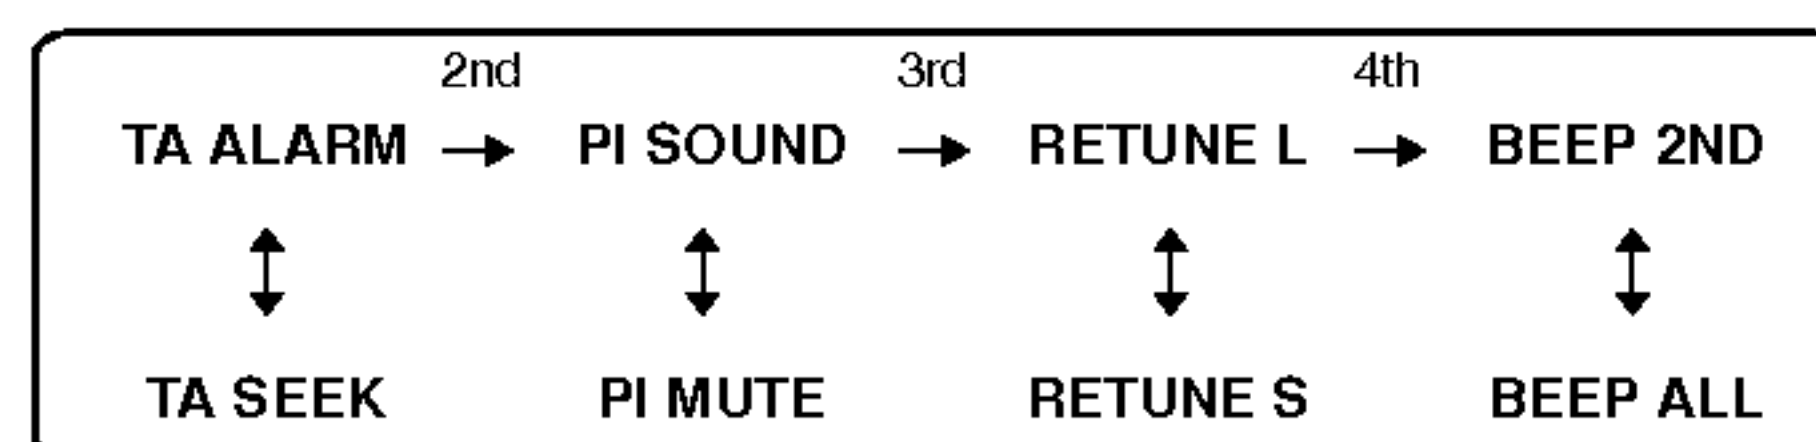 2nd 3rd 4th
TA ALARM PI SOUND RETUNE L BEEP 2ND
TA SEEK PI MUTE RETUNE S BEEP ALL